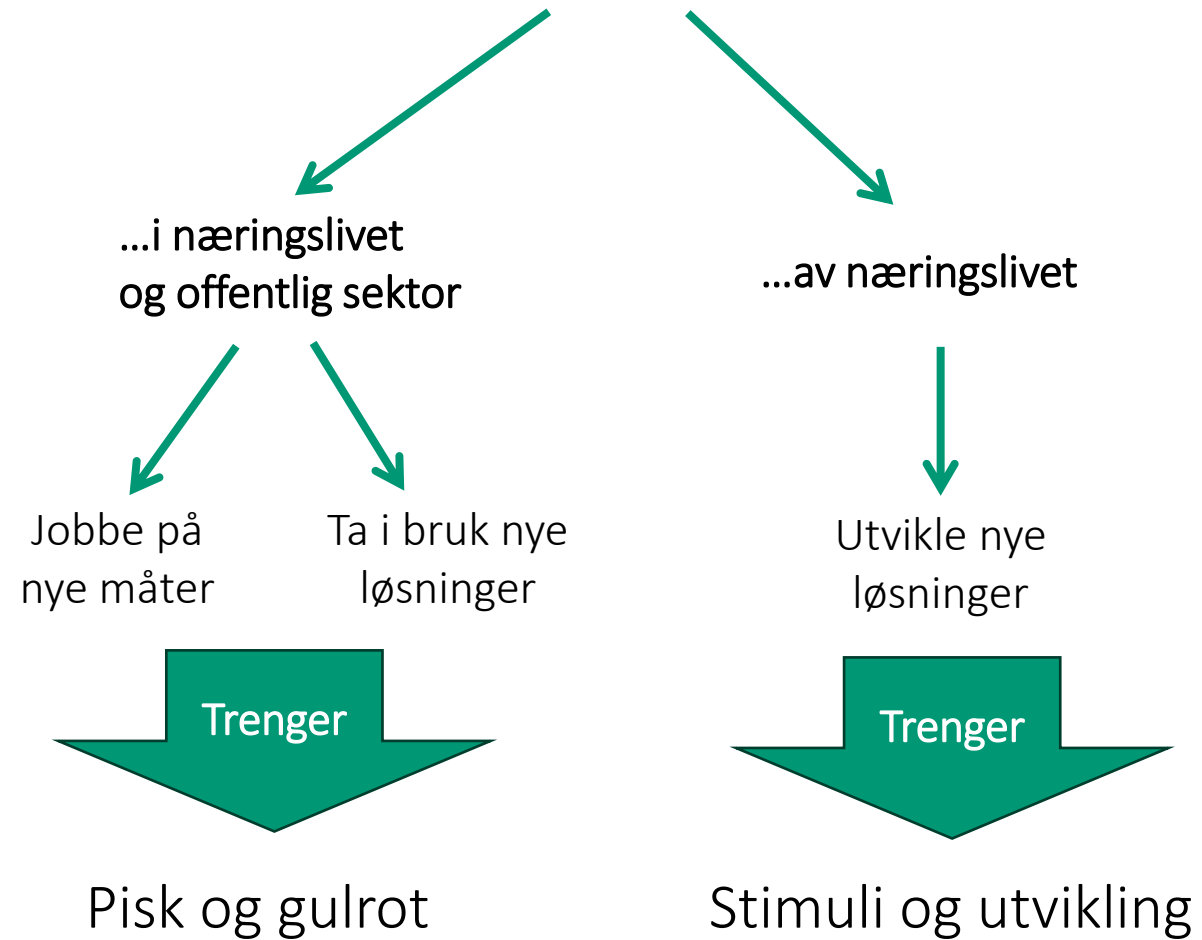 ...i næringslivet
og offentlig sektor
...av næringslivet
Jobbe på
nye måter
Ta i bruk nye
løsninger
Utvikle nye
løsninger
Trenger
Trenger
Pisk og gulrot
Stimuli og utvikling